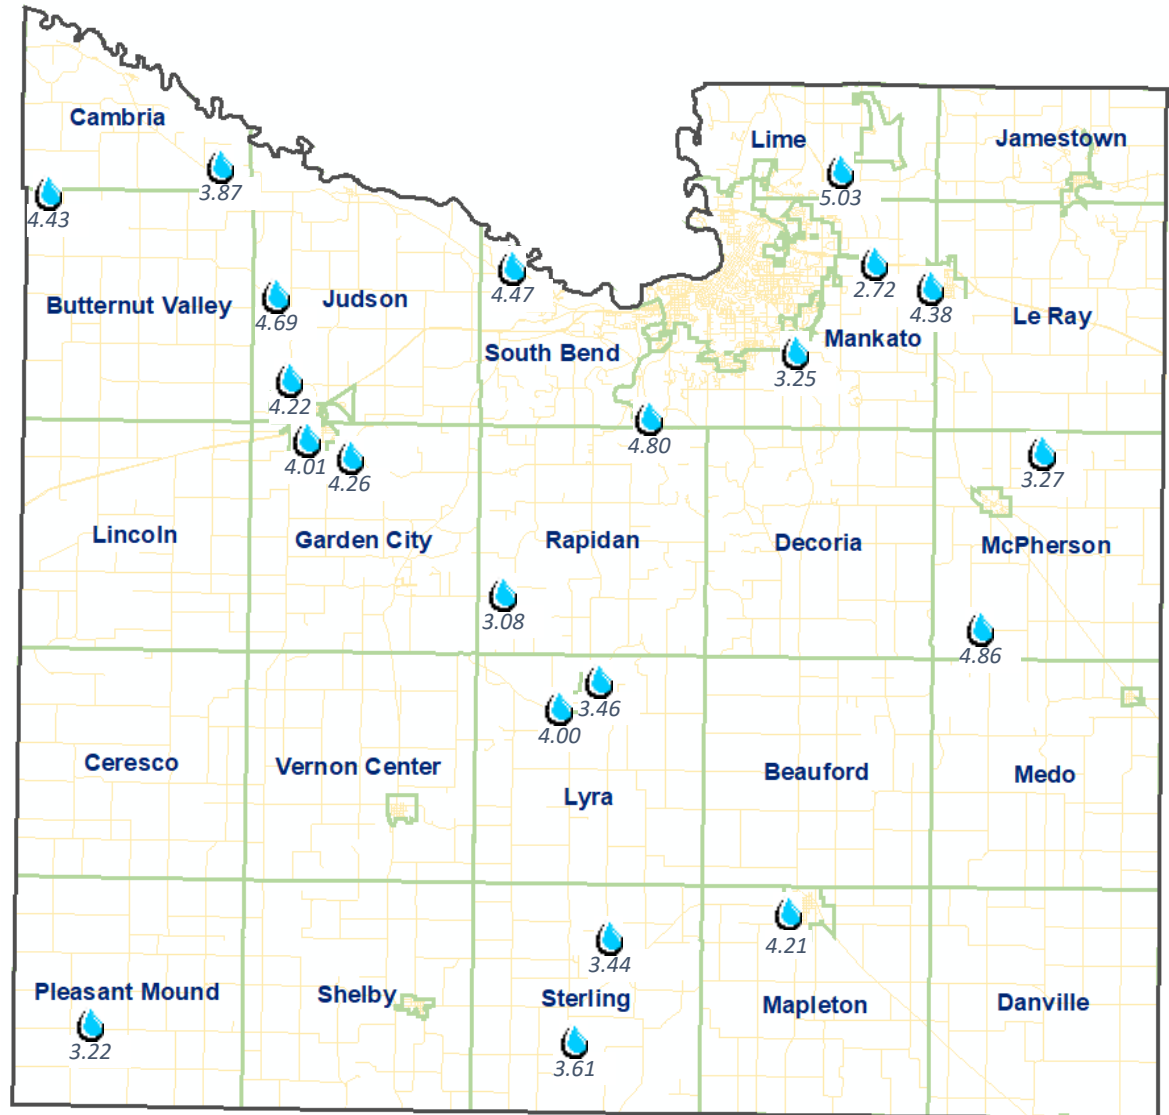 Cambria
Lime
Jamestown
3.87
5.03
4.43
4.47
2.72
4.38
Butternut Valley
Judson
4.69
Le Ray
South Bend
Mankato
3.25
4.22
4.80
4.01
4.26
3.27
Lincoln
Garden City
Rapidan
Decoria
McPherson
3.08
4.86
3.46
4.00
Ceresco
Vernon Center
Lyra
Beauford
Medo
4.21
3.44
Pleasant Mound
Shelby
Sterling
Mapleton
Danville
3.22
3.61